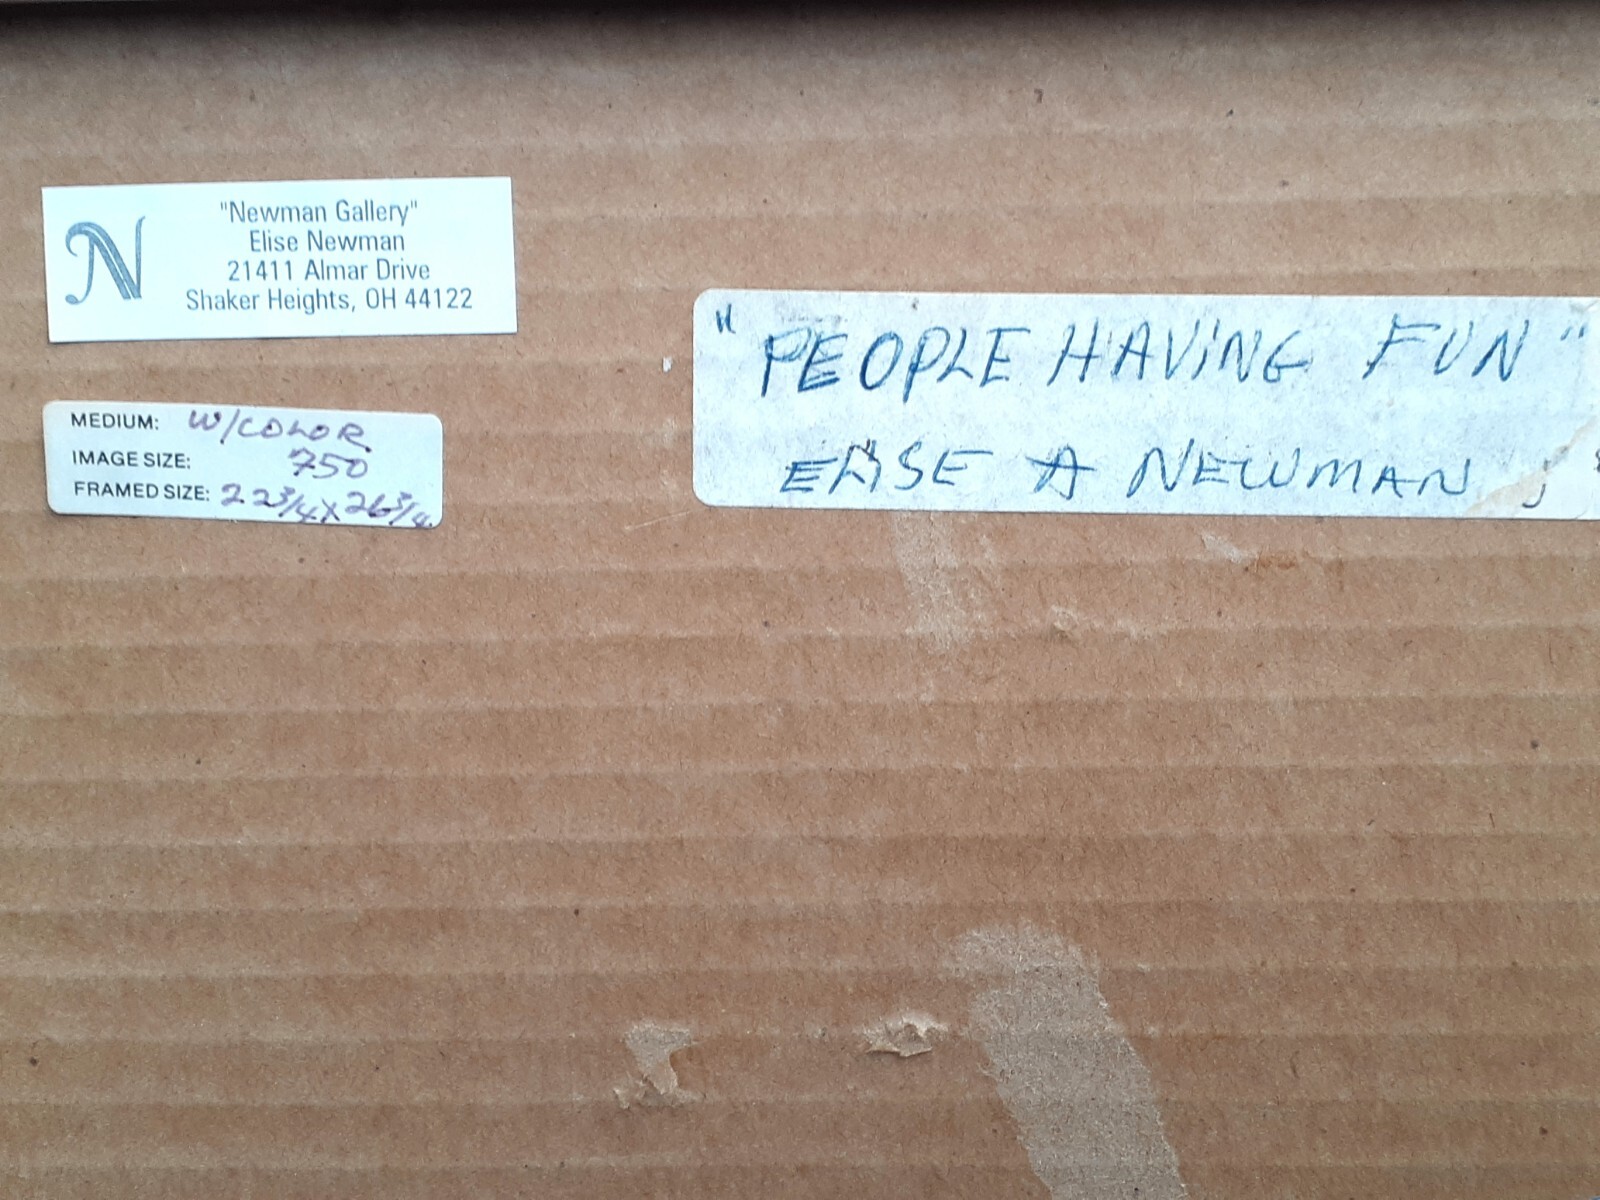 N
"Newman Gallery"
Elise Newman
21411 Almar Drive
Shaker Heights, OH 44122
MEDIUM: W/COLOR
IMAGE SIZE: 750
FRAMED SIZE: 22 3/4 X 26 3/4
"PEOPLE HAVING FUN"
ELISE A NEWMAN